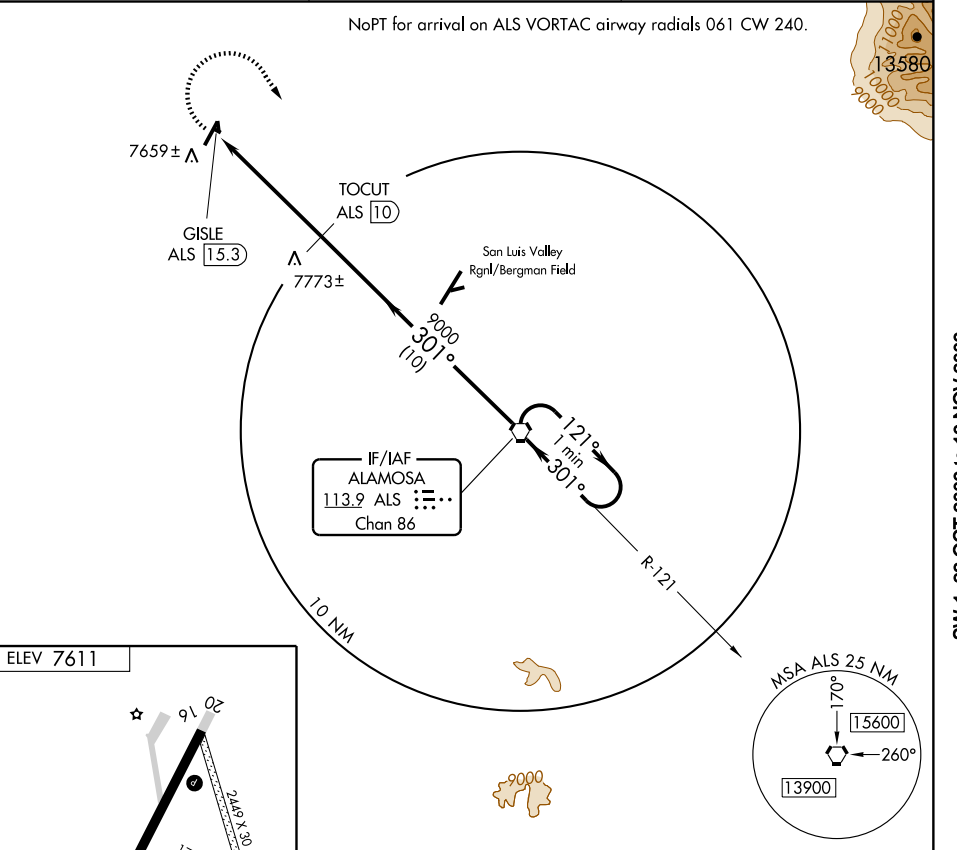 NoPT for arrival on ALS VORTAC airway radials 061 CW 240.
11000
13580
10000
9000
7659±
TOCUT
ALS 10
GISLE
ALS 15.3
7773±
San Luis Valley
Rgnl/Bergman Field
9000
301°
(10)
121°
1 min
301°
IF/IAF
ALAMOSA
113.9 ALS
Chan 86
R-121
10 NM
ELEV 7611
16
20
2449 X 30
9000
MSA ALS 25 NM
170°
15600
260°
13900